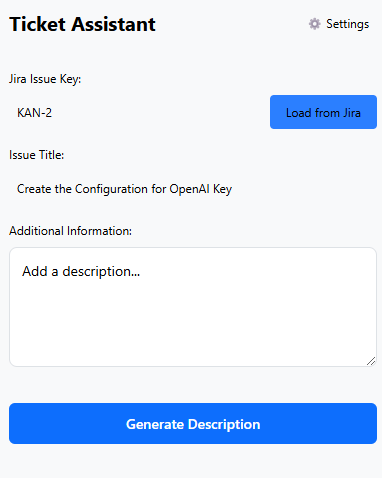 Ticket Assistant
Settings
Jira Issue Key:
KAN-2
Load from Jira
Issue Title:
Create the Configuration for OpenAI Key
Additional Information:
Add a description...
Generate Description